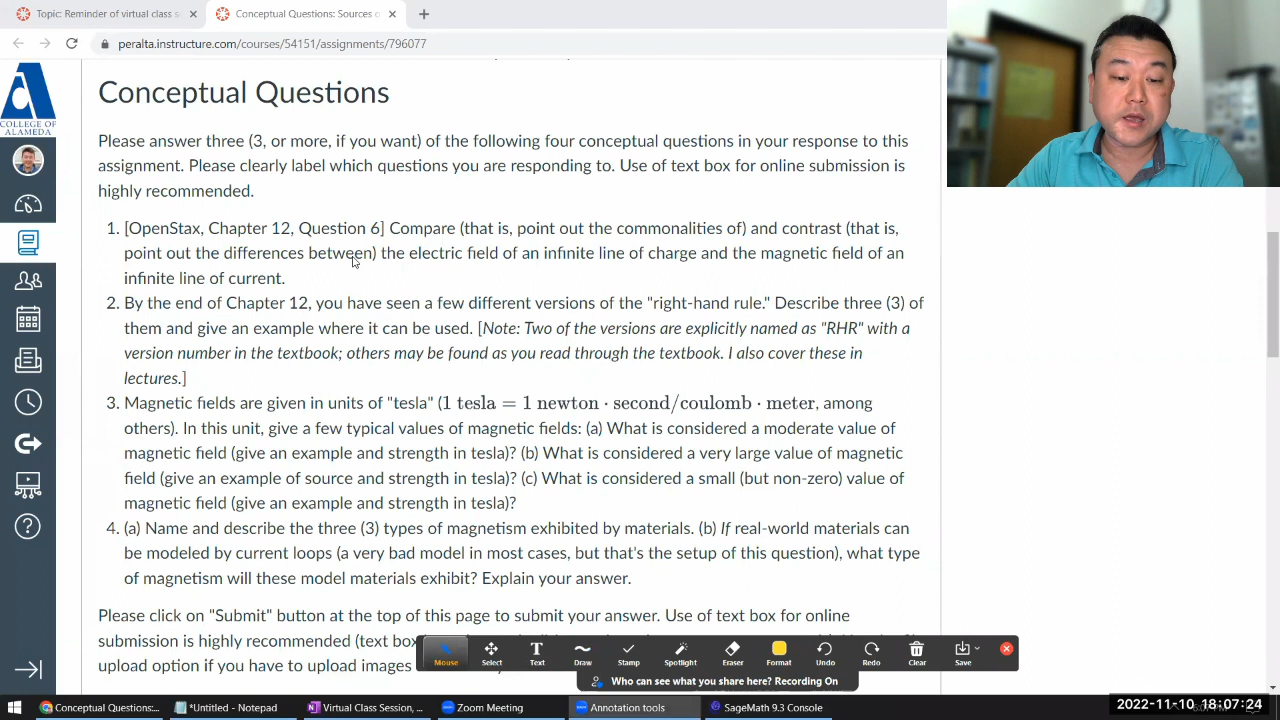 Topic: Reminder of virtual class s
Conceptual Questions: Sources o
peralta.instructure.com/courses/54151/assignments/796077
COLLEGE OF
ALAMEDA
Conceptual Questions
Please answer three (3, or more, if you want) of the following four conceptual questions in your response to this
assignment. Please clearly label which questions you are responding to. Use of text box for online submission is
highly recommended.
1. [OpenStax, Chapter 12, Question 6] Compare (that is, point out the commonalities of) and contrast (that is,
point out the differences between) the electric field of an infinite line of charge and the magnetic field of an
infinite line of current.
2. By the end of Chapter 12, you have seen a few different versions of the "right-hand rule." Describe three (3) of
them and give an example where it can be used. [Note: Two of the versions are explicitly named as "RHR" with a
version number in the textbook; others may be found as you read through the textbook. I also cover these in
lectures.]
3. Magnetic fields are given in units of "tesla" (1 tesla = 1 newton · second/coulomb · meter, among
others). In this unit, give a few typical values of magnetic fields: (a) What is considered a moderate value of
magnetic field (give an example and strength in tesla)? (b) What is considered a very large value of magnetic
field (give an example of source and strength in tesla)? (c) What is considered a small (but non-zero) value of
magnetic field (give an example and strength in tesla)?
4. (a) Name and describe the three (3) types of magnetism exhibited by materials. (b) If real-world materials can
be modeled by current loops (a very bad model in most cases, but that's the setup of this question), what type
of magnetism will these model materials exhibit? Explain your answer.
Please click on "Submit" button at the top of this page to submit your answer. Use of text box for online
submission is highly recommended (text box
upload option if you have to upload images
Mouse Select Text Draw Stamp Spotlight Eraser Format Undo Redo Clear Save
Who can see what you share here? Recording On
Conceptual Questions:...
*Untitled - Notepad
Virtual Class Session, ...
Zoom Meeting
Annotation tools
SageMath 9.3 Console
2022-11-10 18:07:24